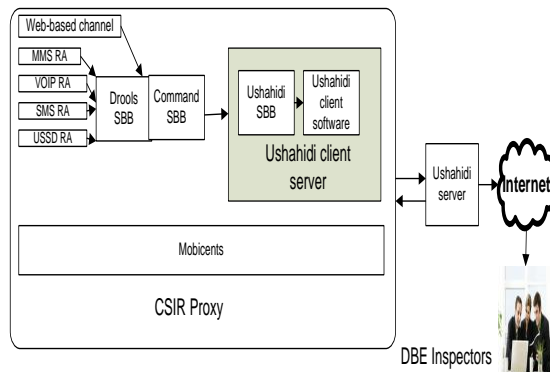 Web-based channel
MMS RA
VOIP RA
SMS RA
USSD RA
Drools
SBB
Command
SBB
Ushahidi
SBB
Ushahidi
client
software
Ushahidi client
server
Ushahidi
server
Internet
Mobicents
CSIR Proxy
DBE Inspectors